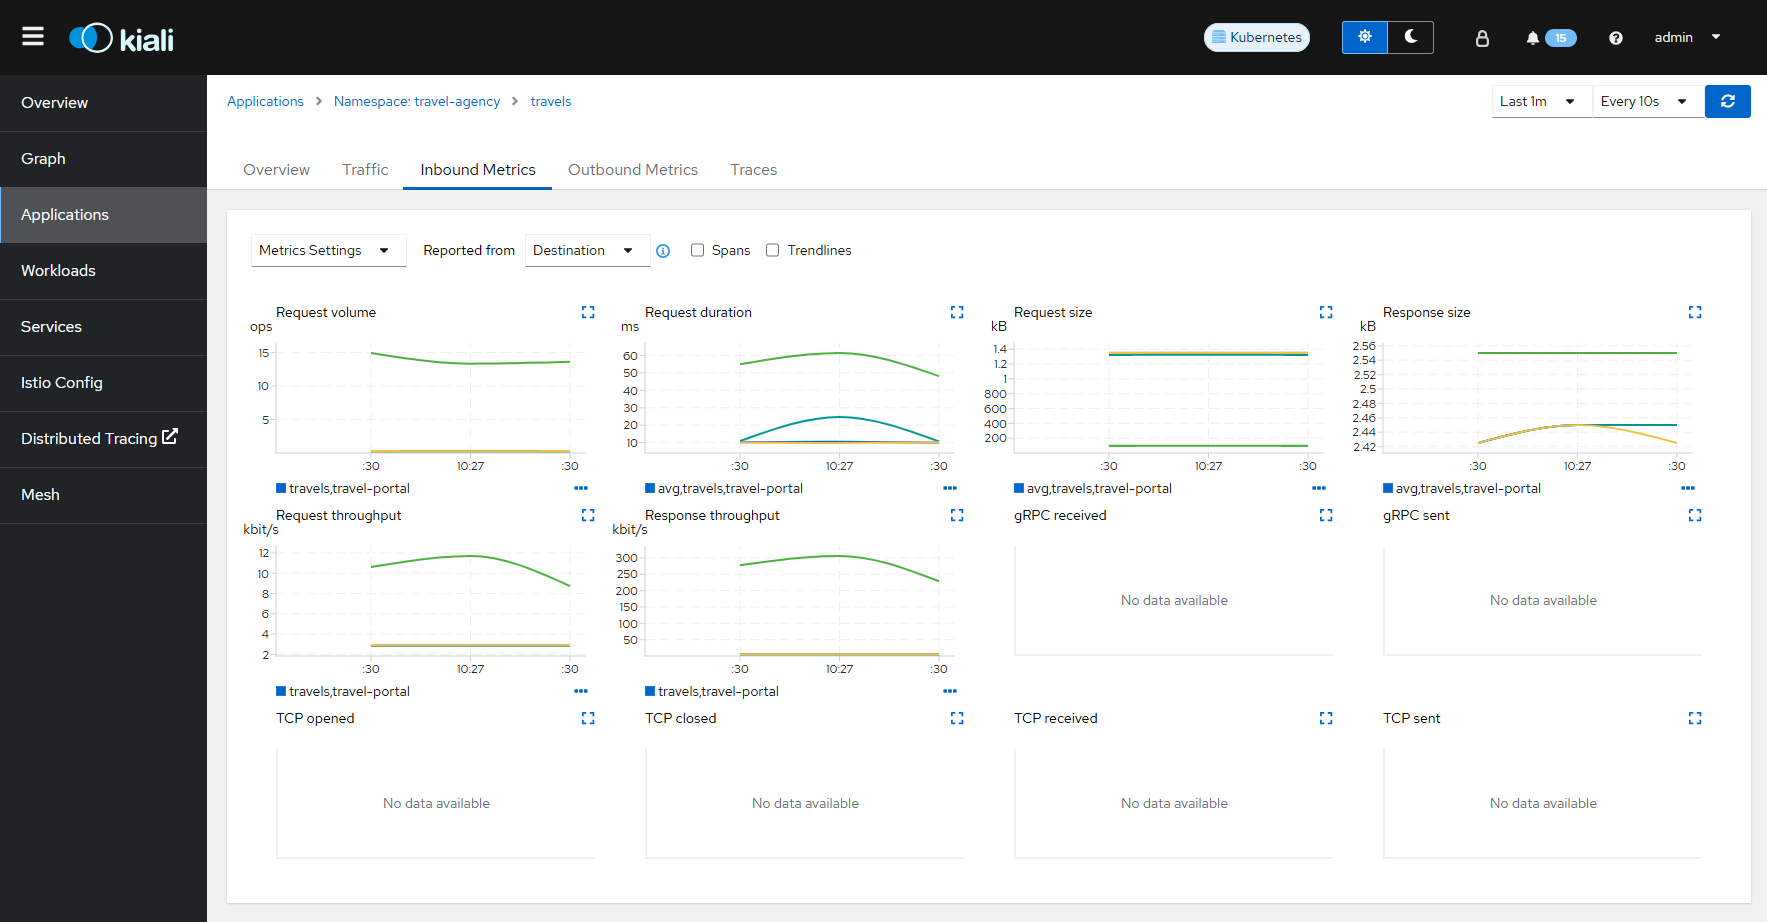 kiali
Kubernetes
15
admin
Overview
Graph
Applications
Workloads
Services
Istio Config
Distributed Tracing
Mesh
Applications
Namespace: travel-agency
travels
Last 1m
Every 10s
Overview
Traffic
Inbound Metrics
Outbound Metrics
Traces
Metrics Settings
Reported from
Destination
Spans
Trendlines
Request volume
ops
15
10
5
:30 10:27 :30
travels,travel-portal
Request duration
ms
60
50
40
30
20
10
:30 10:27 :30
avg,travels,travel-portal
Request size
kB
1.4
1.2
1
800
600
400
200
:30 10:27 :30
avg,travels,travel-portal
Response size
kB
2.56
2.54
2.52
2.5
2.48
2.46
2.44
2.42
:30 10:27 :30
avg,travels,travel-portal
Request throughput
kbit/s
12
10
8
6
4
2
:30 10:27 :30
travels,travel-portal
Response throughput
kbit/s
300
250
200
150
100
50
:30 10:27 :30
travels,travel-portal
gRPC received
No data available
gRPC sent
No data available
TCP opened
No data available
TCP closed
No data available
TCP received
No data available
TCP sent
No data available